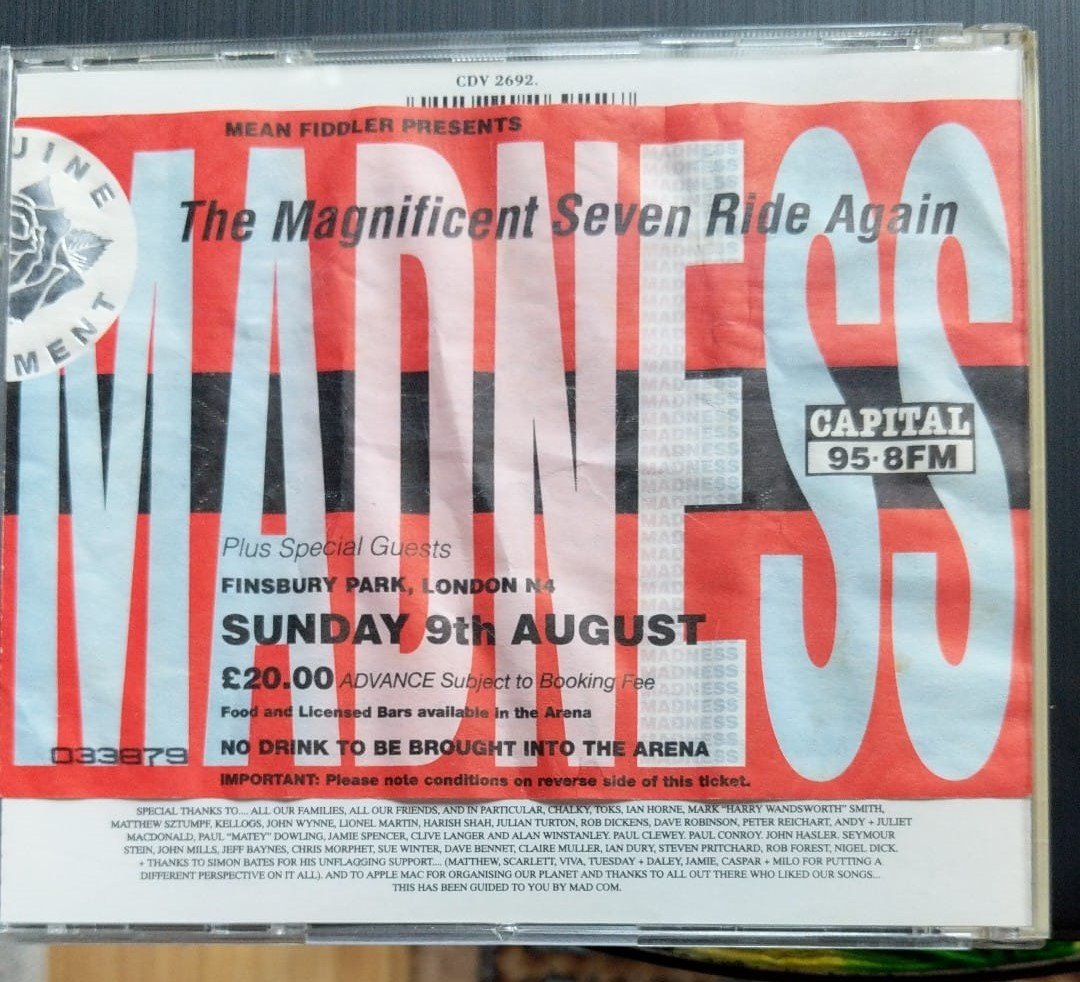 CDV 2692.
MEAN FIDDLER PRESENTS
UINE
MENT
MADNESS
The Magnificent Seven Ride Again
CAPITAL
95·8FM
Plus Special Guests
FINSBURY PARK, LONDON N4
SUNDAY 9th AUGUST
£20.00 ADVANCE Subject to Booking Fee
Food and Licensed Bars available in the Arena
033879 NO DRINK TO BE BROUGHT INTO THE ARENA
IMPORTANT: Please note conditions on reverse side of this ticket.
SPECIAL THANKS TO.... ALL OUR FAMILIES, ALL OUR FRIENDS, AND IN PARTICULAR, CHALKY, TOKS, IAN HORNE, MARK "HARRY WANDSWORTH" SMITH,
MATTHEW SZTUMPF, KELLOGS, JOHN WYNNE, LIONEL MARTIN, HARISH SHAH, JULIAN TURTON, ROB DICKENS, DAVE ROBINSON, PETER REICHART, ANDY + JULIET
MACDONALD, PAUL "MATEY" DOWLING, JAMIE SPENCER, CLIVE LANGER AND ALAN WINSTANLEY. PAUL CLEWEY. PAUL CONROY. JOHN HASLER. SEYMOUR
STEIN, JOHN MILLS, JEFF BAYNES, CHRIS MORPHET, SUE WINTER, DAVE BENNET, CLAIRE MULLER, IAN DURY, STEVEN PRITCHARD, ROB FOREST, NIGEL DICK.
+ THANKS TO SIMON BATES FOR HIS UNFLAGGING SUPPORT.... (MATTHEW, SCARLETT, VIVA, TUESDAY + DALEY, JAMIE, CASPAR + MILO FOR PUTTING A
DIFFERENT PERSPECTIVE ON IT ALL). AND TO APPLE MAC FOR ORGANISING OUR PLANET AND THANKS TO ALL OUT THERE WHO LIKED OUR SONGS...
THIS HAS BEEN GUIDED TO YOU BY MAD COM.